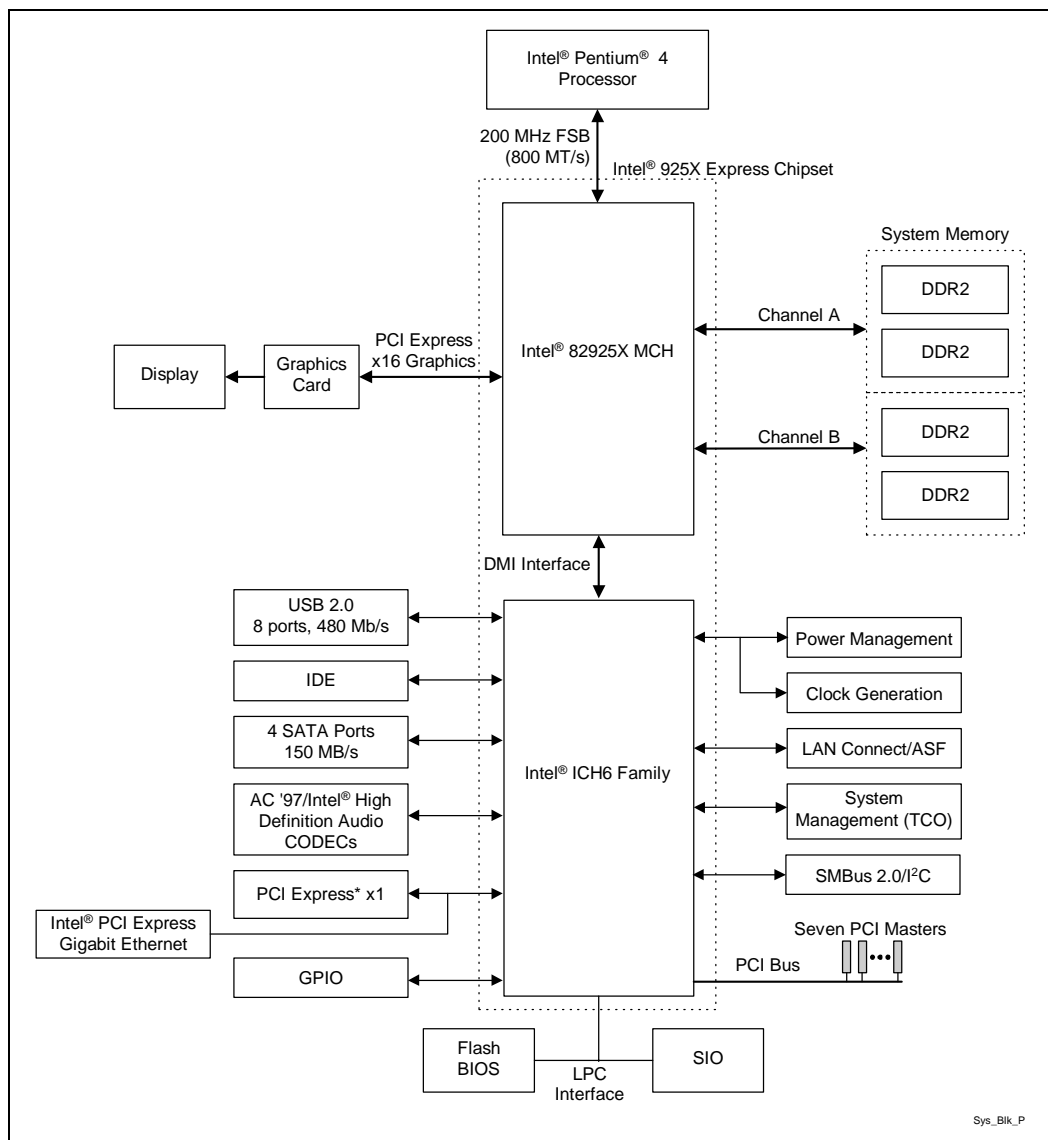 Intel® Pentium® 4
Processor
200 MHz FSB
(800 MT/s)
Intel® 925X Express Chipset
System Memory
DDR2
DDR2
DDR2
DDR2
Channel A
Channel B
Intel® 82925X MCH
PCI Express
x16 Graphics
Graphics
Card
Display
DMI Interface
USB 2.0
8 ports, 480 Mb/s
IDE
4 SATA Ports
150 MB/s
AC '97/Intel® High
Definition Audio
CODECs
PCI Express* x1
Intel® PCI Express
Gigabit Ethernet
GPIO
Intel® ICH6 Family
Power Management
Clock Generation
LAN Connect/ASF
System
Management (TCO)
SMBus 2.0/I²C
Seven PCI Masters
PCI Bus
Flash
BIOS
LPC
Interface
SIO
Sys_Blk_P